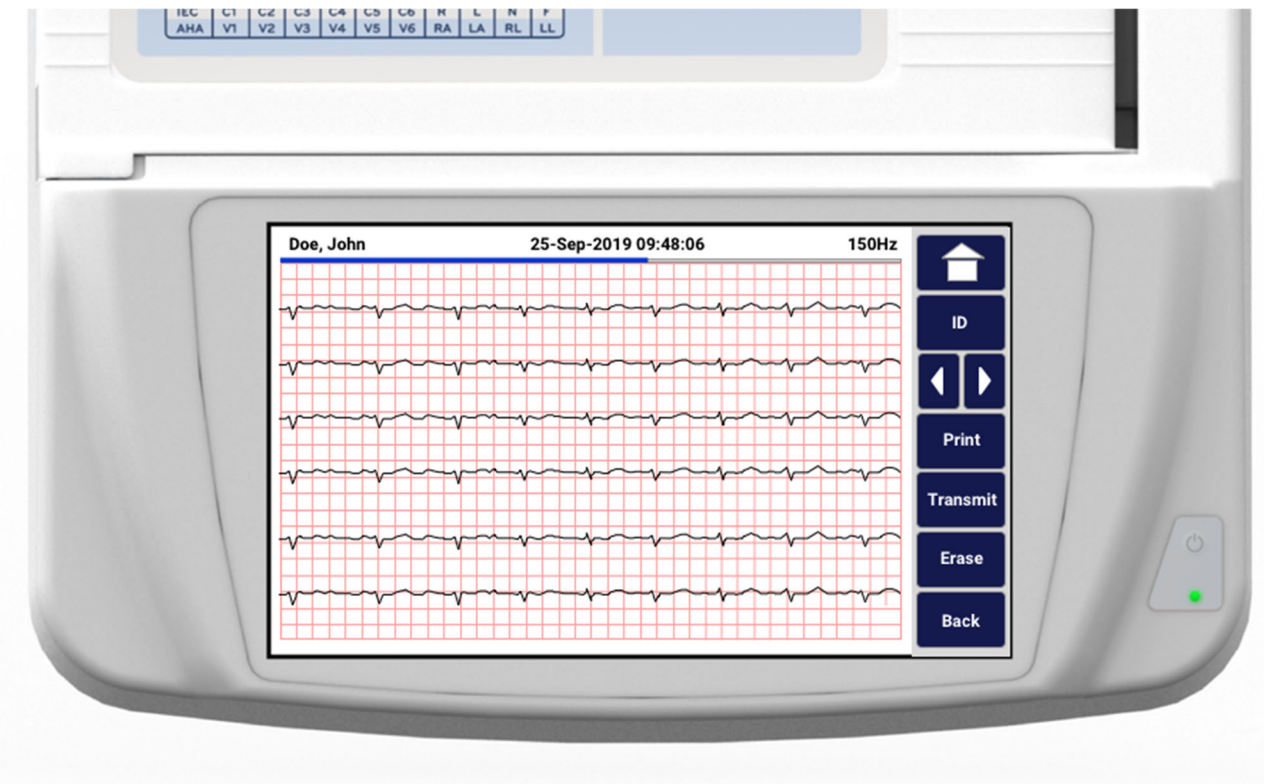 IEC C1 C2 C3 C4 C5 C6 R L N F
AHA V1 V2 V3 V4 V5 V6 RA LA RL LL
Doe, John 25-Sep-2019 09:48:06 150Hz
ID
Print
Transmit
Erase
Back